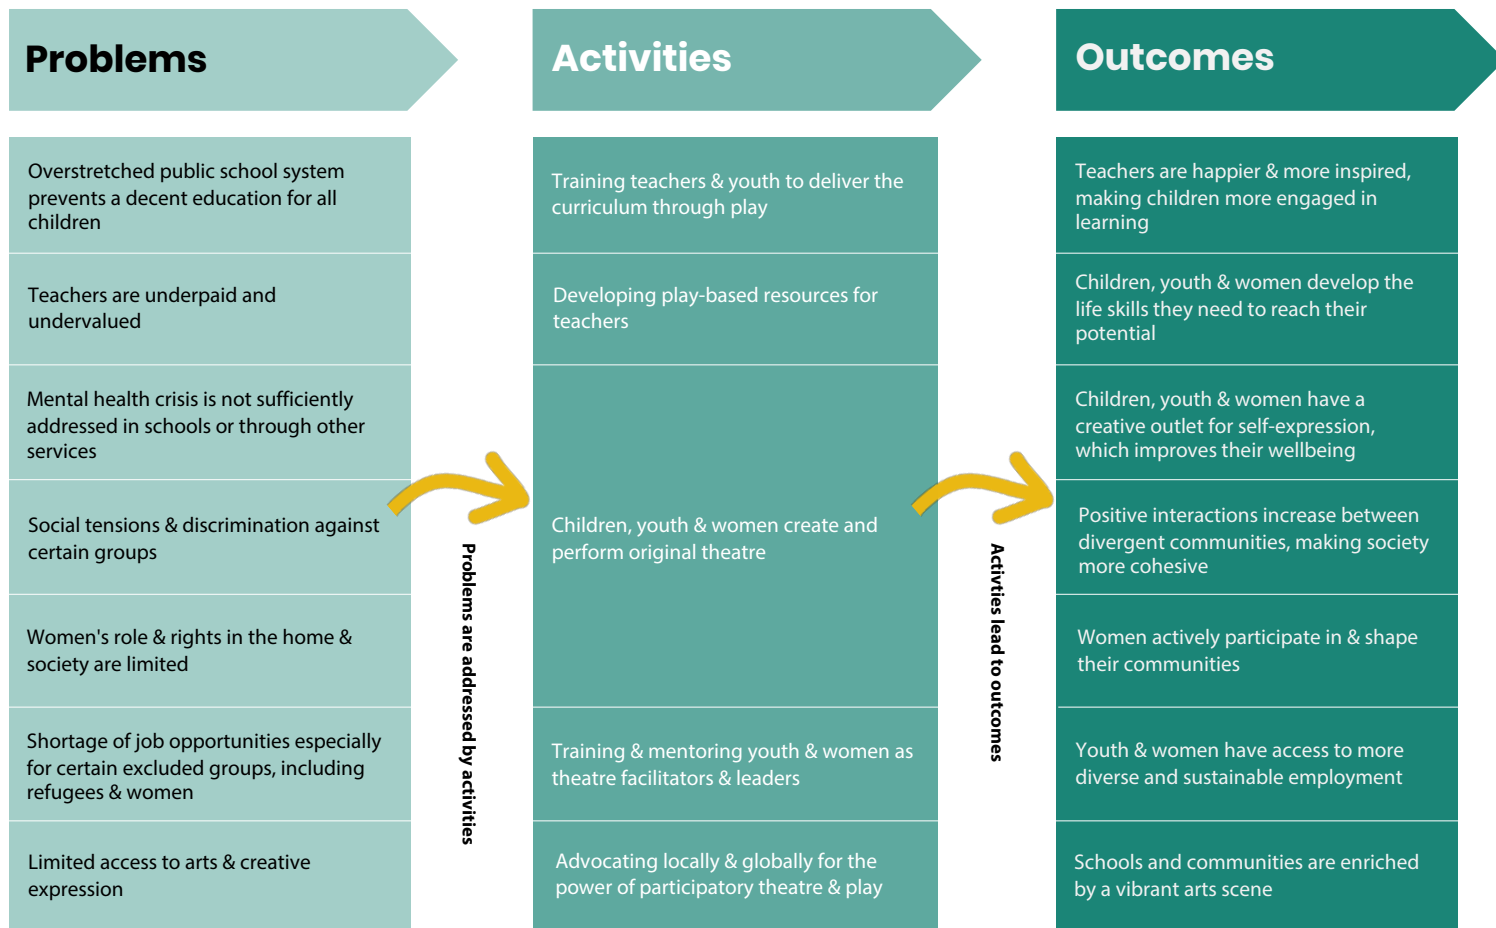 Problems
Overstretched public school system
prevents a decent education for all
children
Teachers are underpaid and
undervalued
Mental health crisis is not sufficiently
addressed in schools or through other
services
Social tensions & discrimination against
certain groups
Women's role & rights in the home &
society are limited
Shortage of job opportunities especially
for certain excluded groups, including
refugees & women
Limited access to arts & creative
expression
Problems are addressed by activities
Activities
Training teachers & youth to deliver the
curriculum through play
Developing play-based resources for
teachers
Children, youth & women create and
perform original theatre
Training & mentoring youth & women as
theatre facilitators & leaders
Advocating locally & globally for the
power of participatory theatre & play
Activties lead to outcomes
Outcomes
Teachers are happier & more inspired,
making children more engaged in
learning
Children, youth & women develop the
life skills they need to reach their
potential
Children, youth & women have a
creative outlet for self-expression,
which improves their wellbeing
Positive interactions increase between
divergent communities, making society
more cohesive
Women actively participate in & shape
their communities
Youth & women have access to more
diverse and sustainable employment
Schools and communities are enriched
by a vibrant arts scene